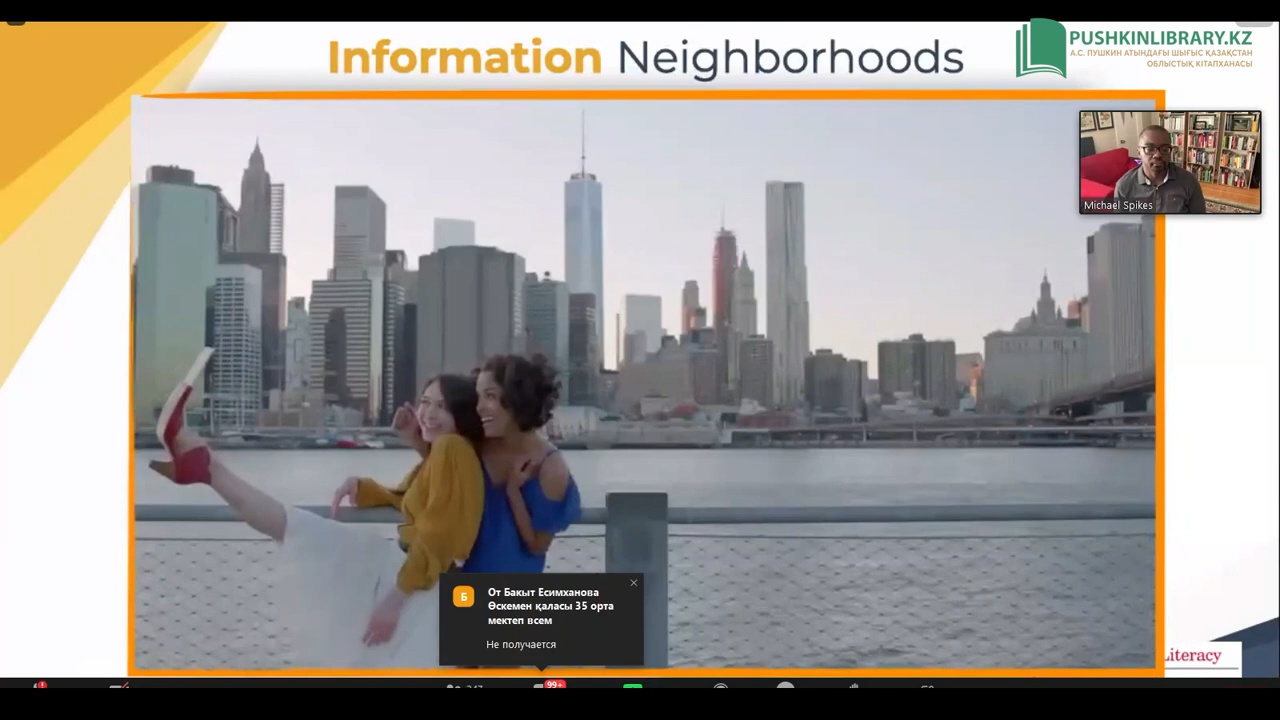 Information Neighborhoods
PUSHKINLIBRARY.KZ
А.С. ПУШКИН АТЫНДАҒЫ ШЫҒЫС ҚАЗАҚСТАН
ОБЛЫСТЫҚ КІТАПХАНАСЫ
Michael Spikes
Б
От Бакыт Есимханова
Өскемен қаласы 35 орта
мектеп всем
Не получается
Literacy
99+